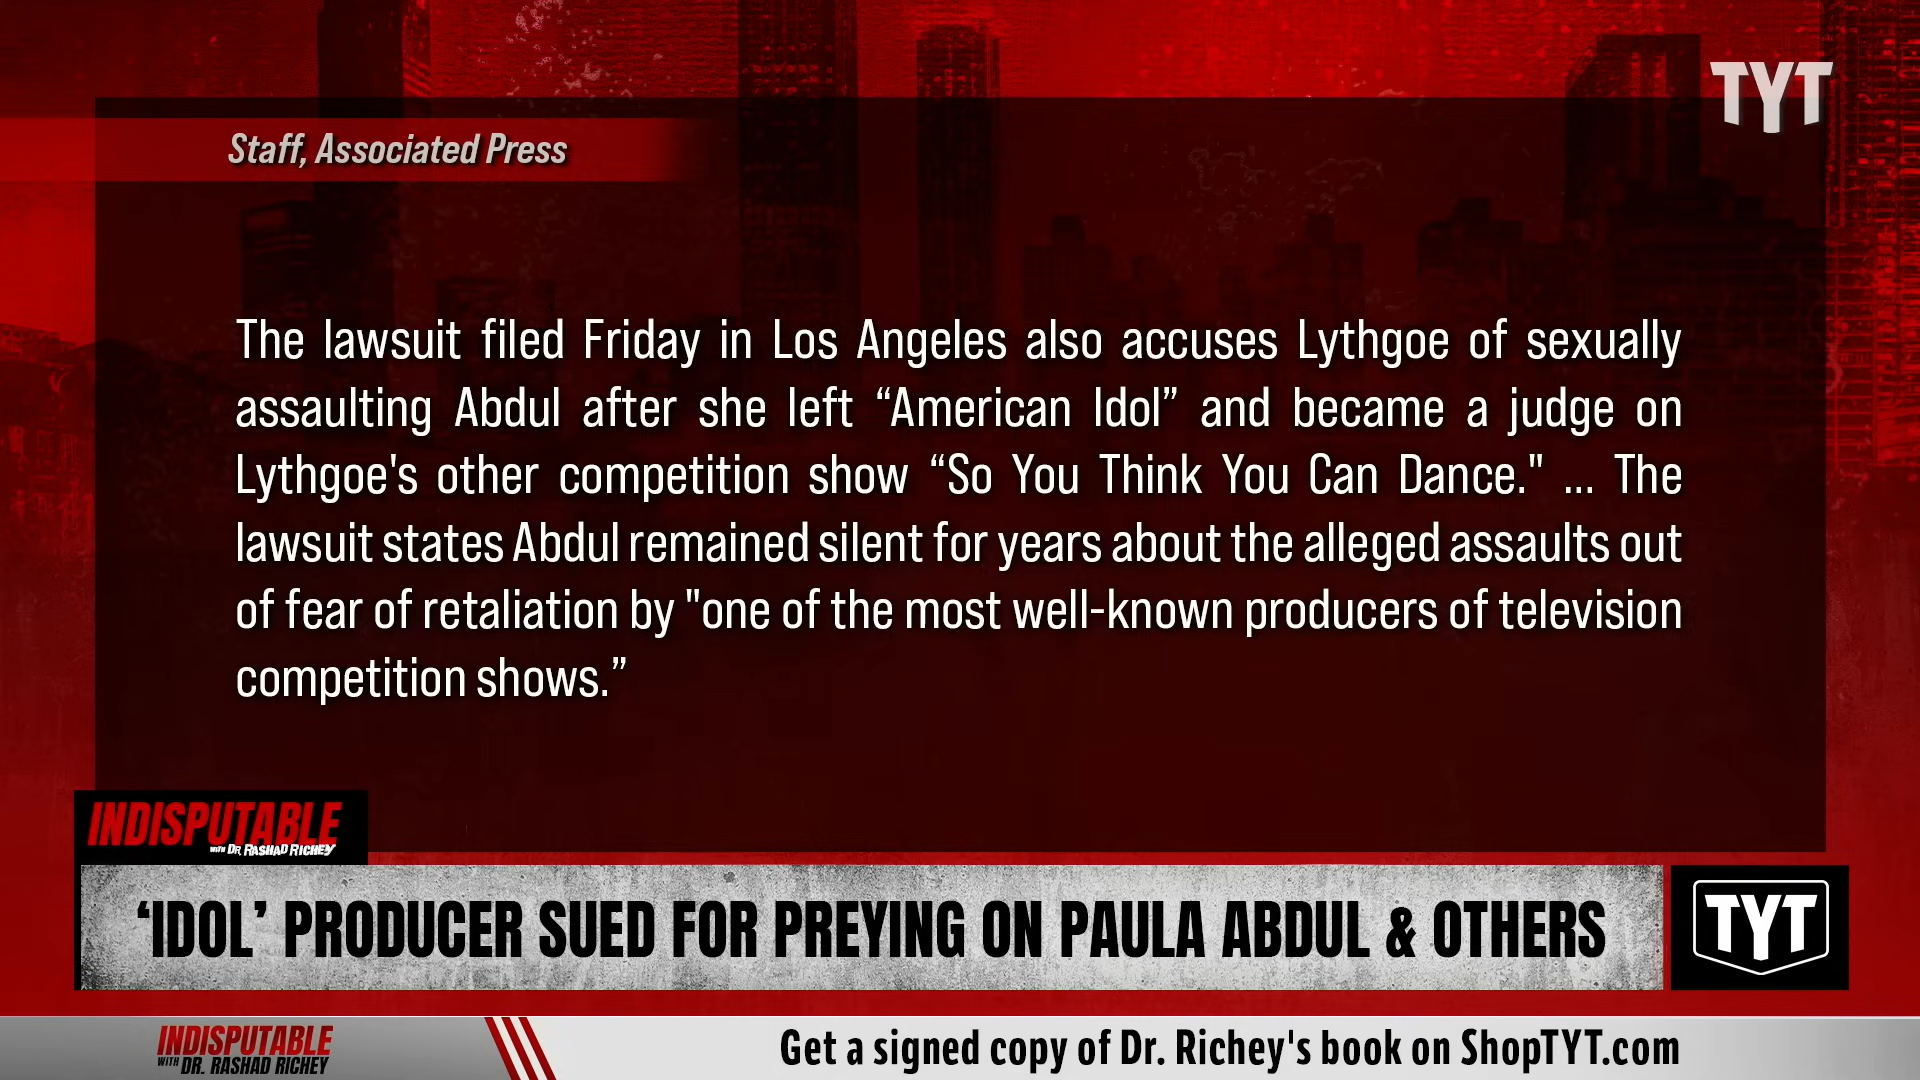 TYT
Staff, Associated Press
The lawsuit filed Friday in Los Angeles also accuses Lythgoe of sexually
assaulting Abdul after she left “American Idol” and became a judge on
Lythgoe's other competition show “So You Think You Can Dance." ... The
lawsuit states Abdul remained silent for years about the alleged assaults out
of fear of retaliation by "one of the most well-known producers of television
competition shows.”
INDISPUTABLE
WITH DR RASHAD RICHEY
‘IDOL’ PRODUCER SUED FOR PREYING ON PAULA ABDUL & OTHERS
TYT
INDISPUTABLE
WITH DR. RASHAD RICHEY
Get a signed copy of Dr. Richey's book on ShopTYT.com